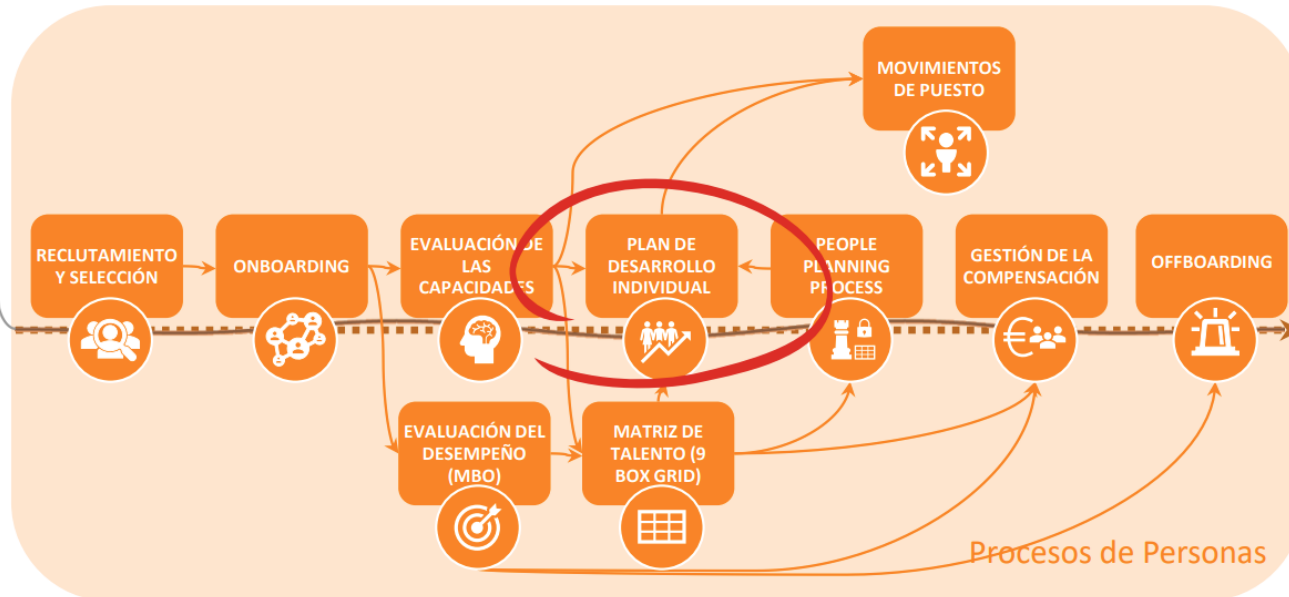 MOVIMIENTOS
DE PUESTO
RECLUTAMIENTO
Y SELECCIÓN
ONBOARDING
EVALUACIÓN DE
LAS
CAPACIDADES
PLAN DE
DESARROLLO
INDIVIDUAL
PEOPLE
PLANNING
PROCESS
GESTIÓN DE LA
COMPENSACIÓN
OFFBOARDING
EVALUACIÓN DEL
DESEMPEÑO
(MBO)
MATRIZ DE
TALENTO (9
BOX GRID)
Procesos de Personas